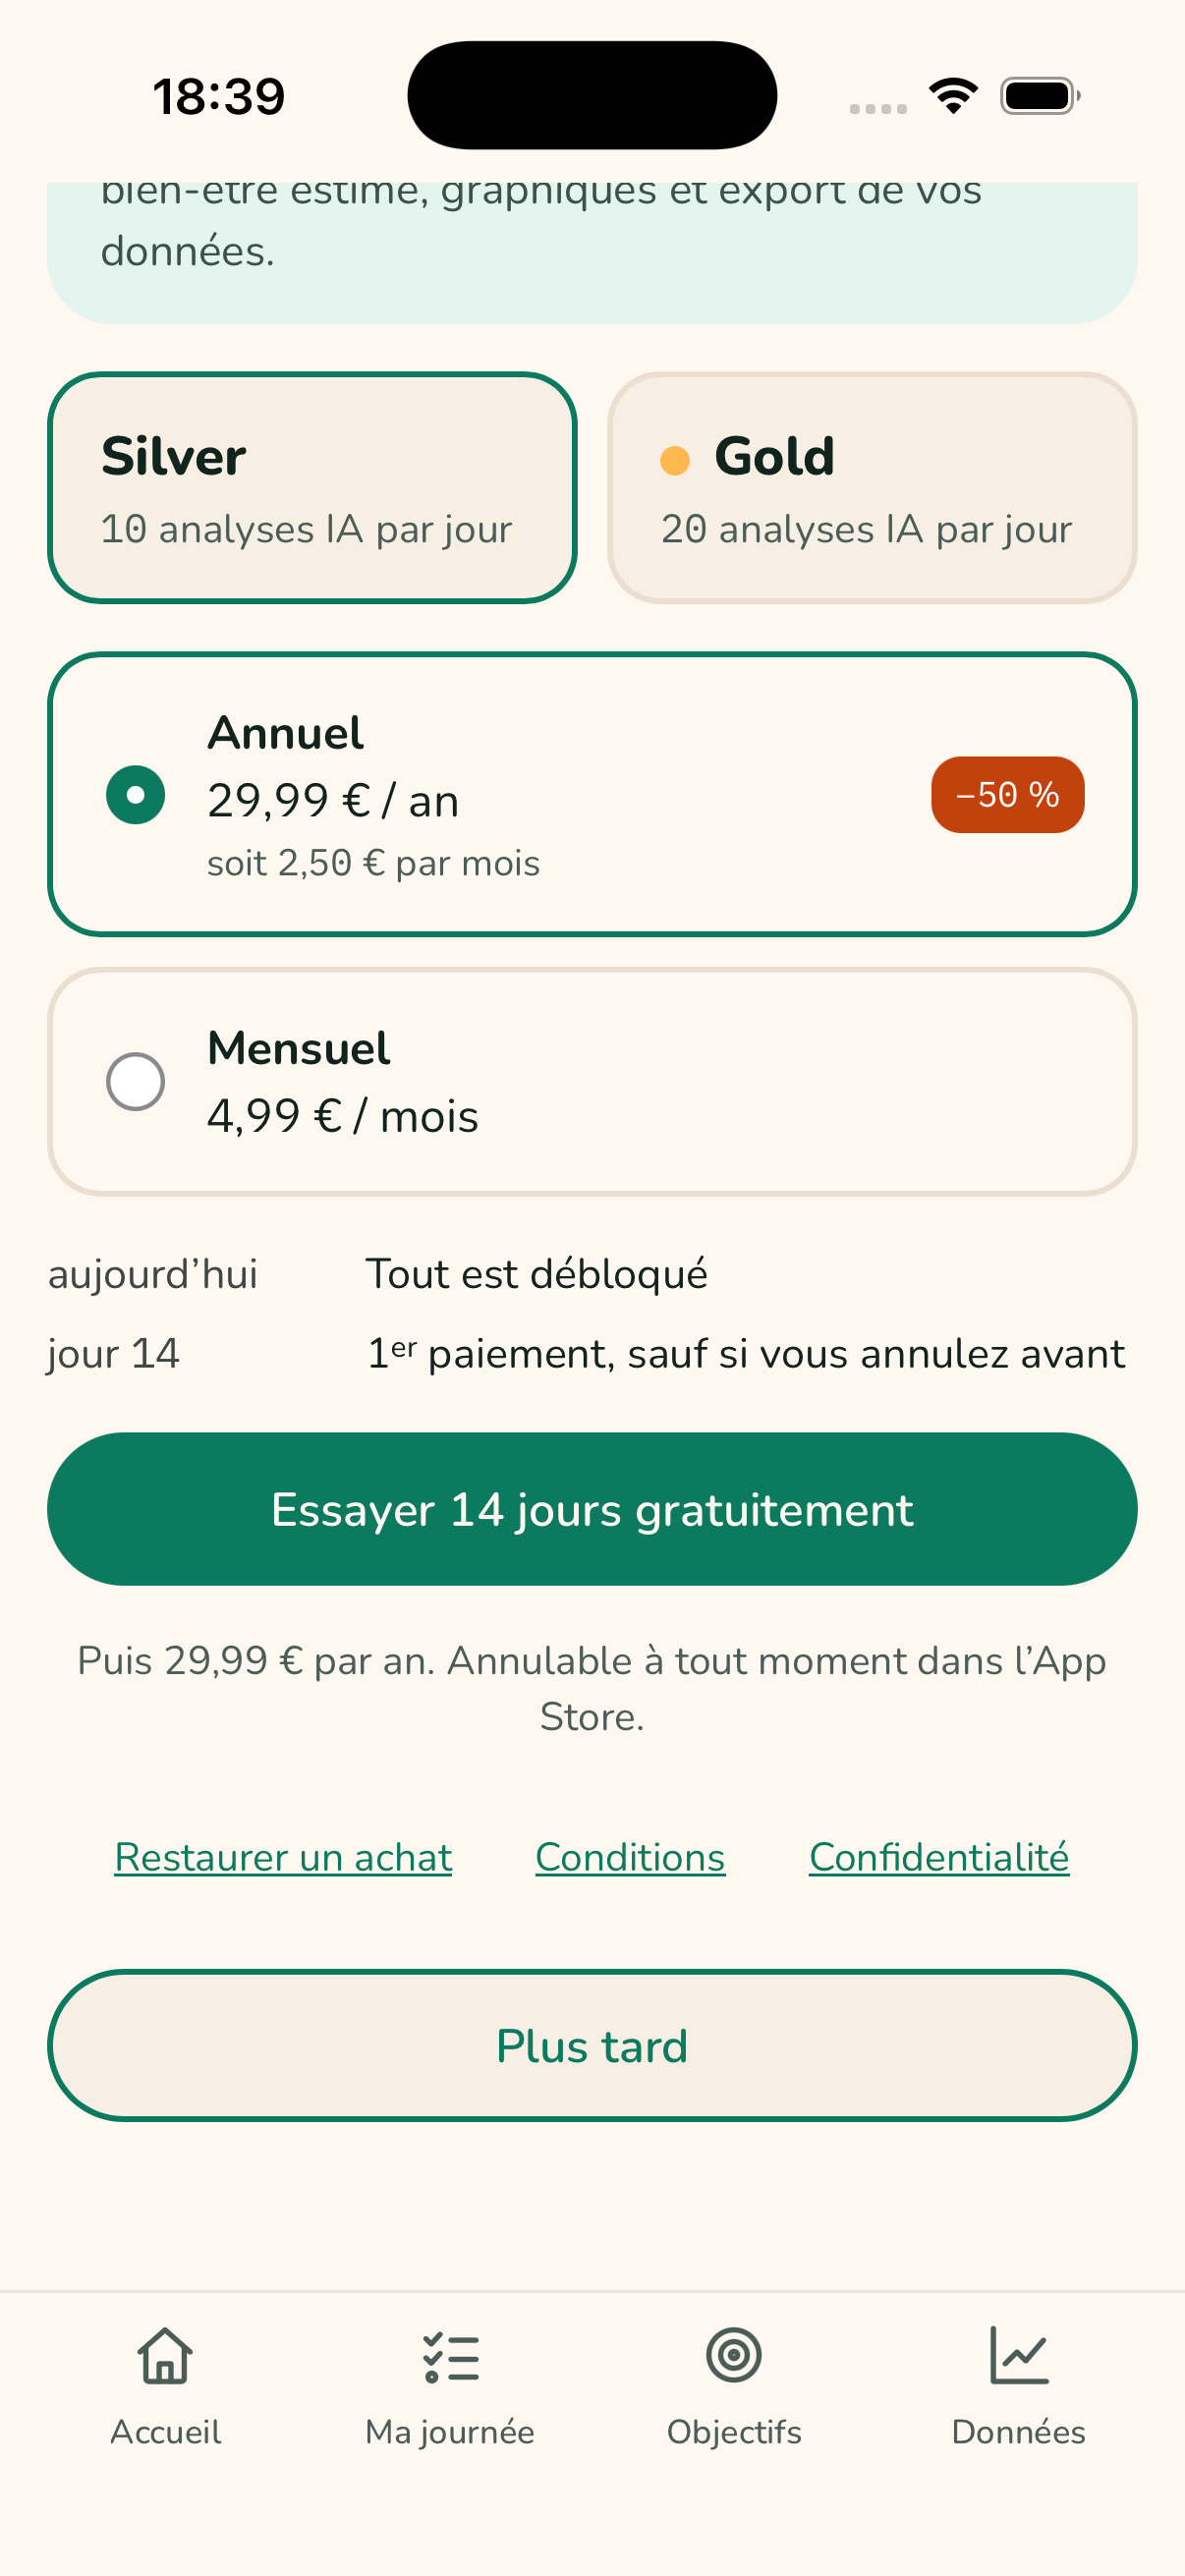 18:39
bien-être estimé, graphiques et export de vos
données.
Silver
10 analyses IA par jour
Gold
20 analyses IA par jour
Annuel
29,99 € / an
soit 2,50 € par mois
−50 %
Mensuel
4,99 € / mois
aujourd’hui
Tout est débloqué
jour 14
1er paiement, sauf si vous annulez avant
Essayer 14 jours gratuitement
Puis 29,99 € par an. Annulable à tout moment dans l’App
Store.
Restaurer un achat
Conditions
Confidentialité
Plus tard
Accueil
Ma journée
Objectifs
Données